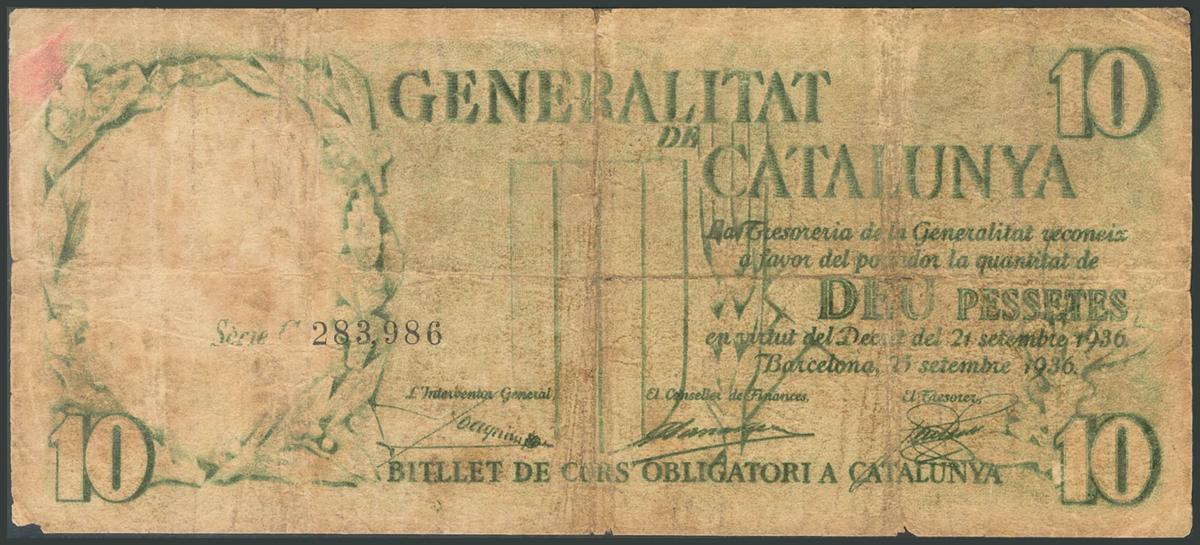 10
GENERALITAT
DE
CATALUNYA
La Tresoreria de la Generalitat reconeix
a favor del portador la quantitat de
DEU PESSETES
en virtut del Decret del 21 setembre 1936
Barcelona, 25 setembre 1936.
Sèrie C 283,986
L'Interventor General
El Conseller de Finances,
El Tresorer,
10
BITLLET DE CURS OBLIGATORI A CATALUNYA
10